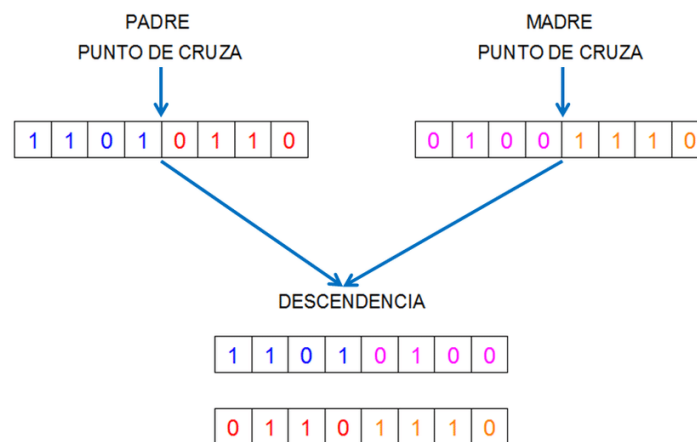 PADRE
PUNTO DE CRUZA
MADRE
PUNTO DE CRUZA
1 1 0 1 0 1 1 0
0 1 0 0 1 1 1 0
DESCENDENCIA
1 1 0 1 0 1 0 0
0 1 1 0 1 1 1 0